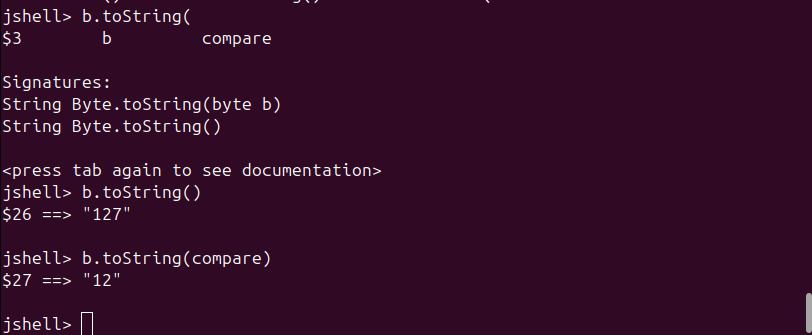 jshell> b.toString(
$3 b compare
Signatures:
String Byte.toString(byte b)
String Byte.toString()
<press tab again to see documentation>
jshell> b.toString()
$26 ==> "127"
jshell> b.toString(compare)
$27 ==> "12"
jshell>